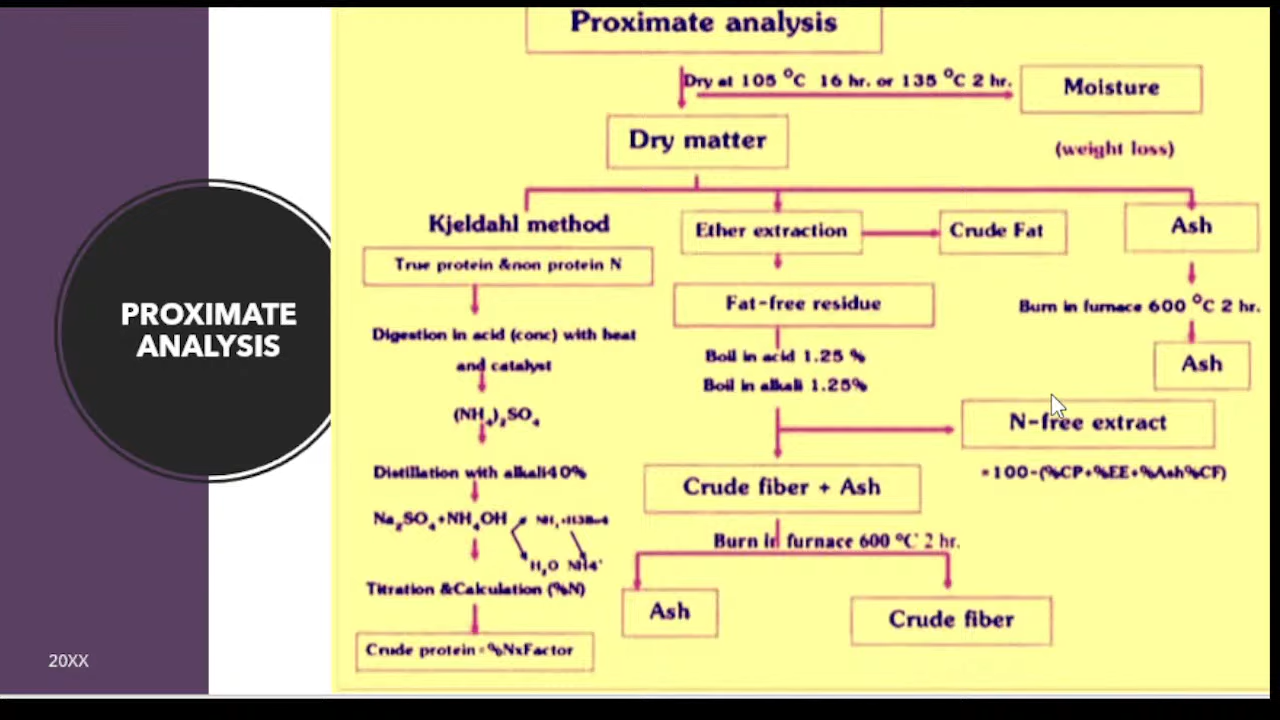 Proximate analysis
Dry at 105 °C 16 hr. or 135 °C 2 hr.
Moisture
(weight loss)
Dry matter
Kjeldahl method
True protein &non protein N
Digestion in acid (conc) with heat
and catalyst
(NH₄)₂SO₄
Distillation with alkali40%
Na₂SO₄+NH₄OH
H₂O NH4⁺
Titration &Calculation (%N)
Crude protein=%NxFactor
Ether extraction
Crude Fat
Fat-free residue
Boil in acid 1.25 %
Boil in alkali 1.25%
N-free extract
=100-(%CP+%EE+%Ash%CF)
Crude fiber + Ash
Burn in furnace 600 °C 2 hr.
Ash
Crude fiber
Ash
Burn in furnace 600 °C 2 hr.
Ash
PROXIMATE
ANALYSIS
20XX